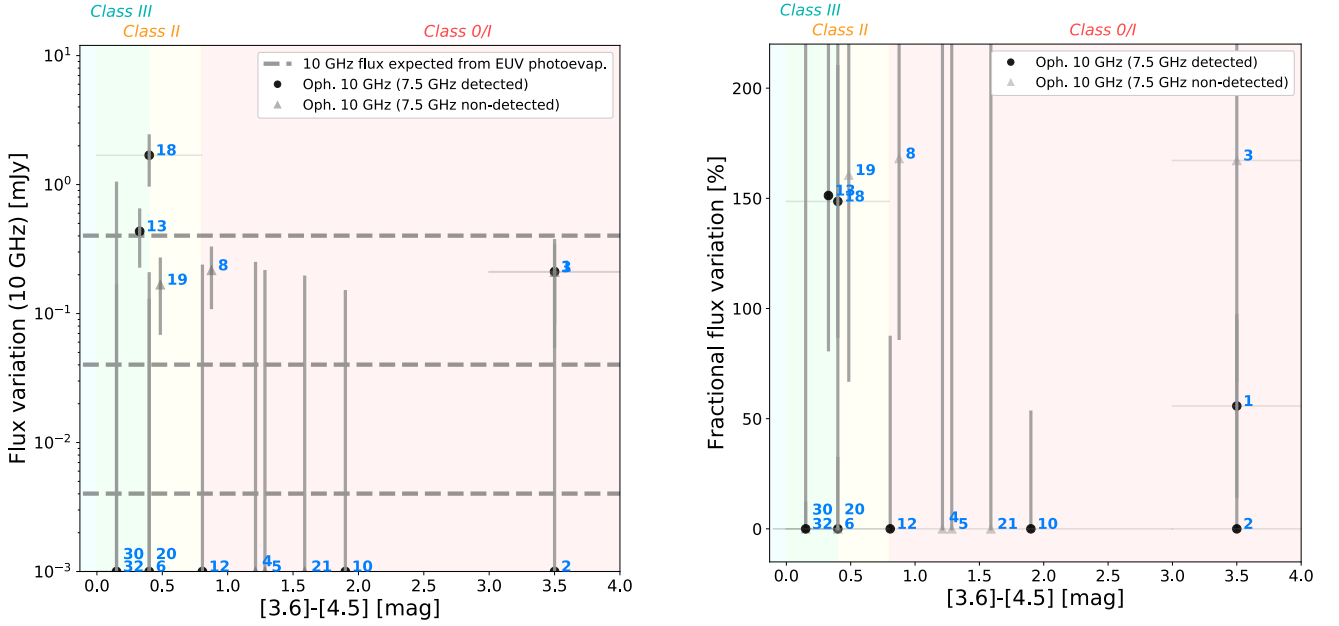 Class III
Class II
Class 0/I
10 GHz flux expected from EUV photoevap.
Oph. 10 GHz (7.5 GHz detected)
Oph. 10 GHz (7.5 GHz non-detected)
18
13
19
8
3
30
20
32
6
12
4
5
21
10
2
10^1
10^0
10^-1
10^-2
10^-3
0.0 0.5 1.0 1.5 2.0 2.5 3.0 3.5 4.0
Flux variation (10 GHz) [mJy]
[3.6]-[4.5] [mag]
Class III
Class II
Class 0/I
Oph. 10 GHz (7.5 GHz detected)
Oph. 10 GHz (7.5 GHz non-detected)
8
3
19
13
18
1
30
20
32
6
12
4
5
21
10
2
200
150
100
50
0
0.0 0.5 1.0 1.5 2.0 2.5 3.0 3.5 4.0
Fractional flux variation [%]
[3.6]-[4.5] [mag]